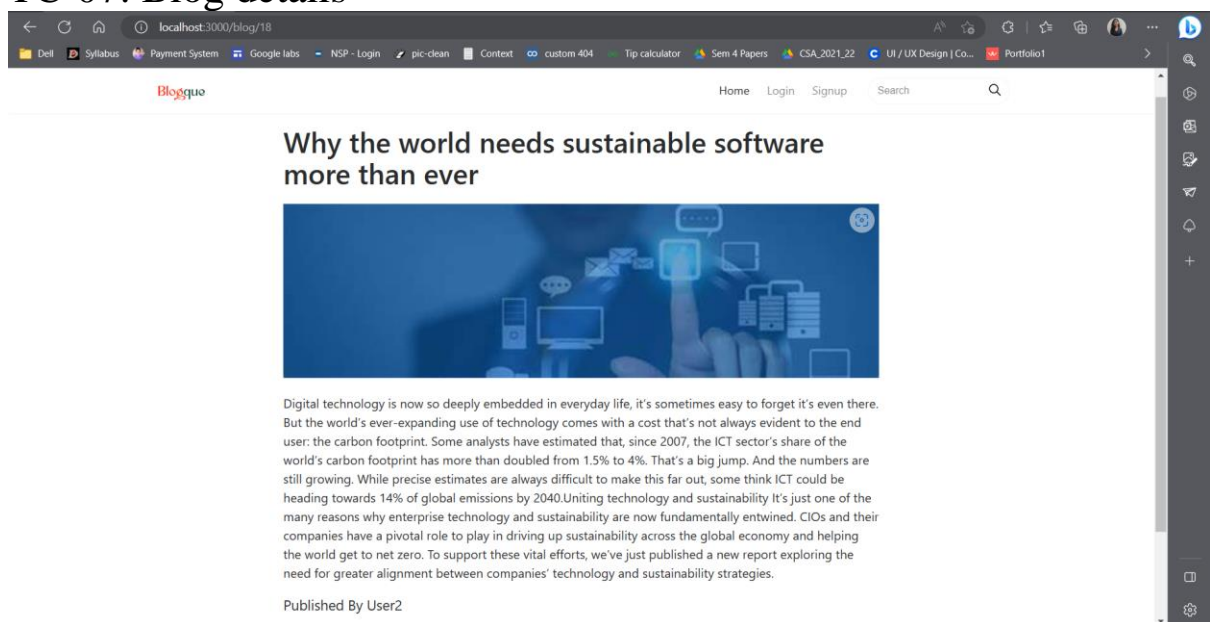 TC-07: Blog details
localhost:3000/blog/18
Dell Syllabus Payment System Google labs NSP - Login pic-clean Context custom 404 Tip calculator Sem 4 Papers CSA_2021_22 UI / UX Design | Co... Portfolio1
Blogque
Home Login Signup Search
Why the world needs sustainable software
more than ever
Digital technology is now so deeply embedded in everyday life, it's sometimes easy to forget it's even there.
But the world's ever-expanding use of technology comes with a cost that's not always evident to the end
user: the carbon footprint. Some analysts have estimated that, since 2007, the ICT sector's share of the
world's carbon footprint has more than doubled from 1.5% to 4%. That's a big jump. And the numbers are
still growing. While precise estimates are always difficult to make this far out, some think ICT could be
heading towards 14% of global emissions by 2040.Uniting technology and sustainability It's just one of the
many reasons why enterprise technology and sustainability are now fundamentally entwined. CIOs and their
companies have a pivotal role to play in driving up sustainability across the global economy and helping
the world get to net zero. To support these vital efforts, we've just published a new report exploring the
need for greater alignment between companies' technology and sustainability strategies.
Published By User2